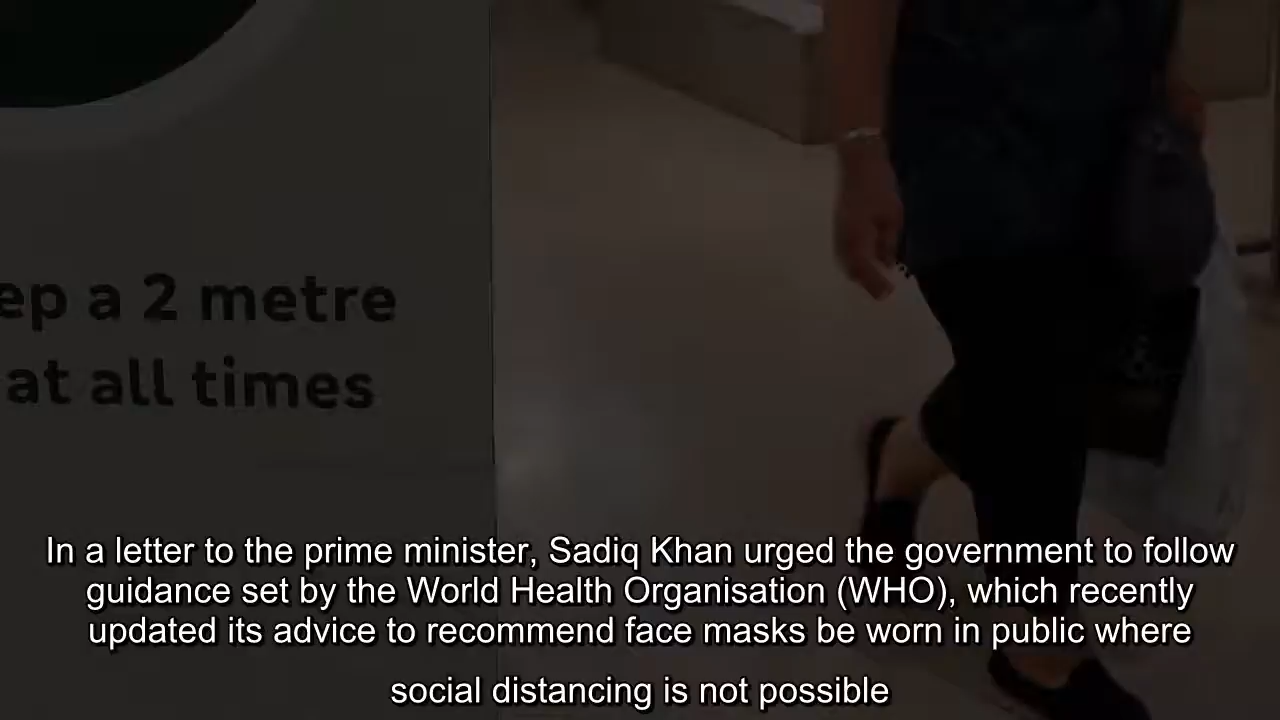 ep a 2 metre
at all times
In a letter to the prime minister, Sadiq Khan urged the government to follow
guidance set by the World Health Organisation (WHO), which recently
updated its advice to recommend face masks be worn in public where
social distancing is not possible